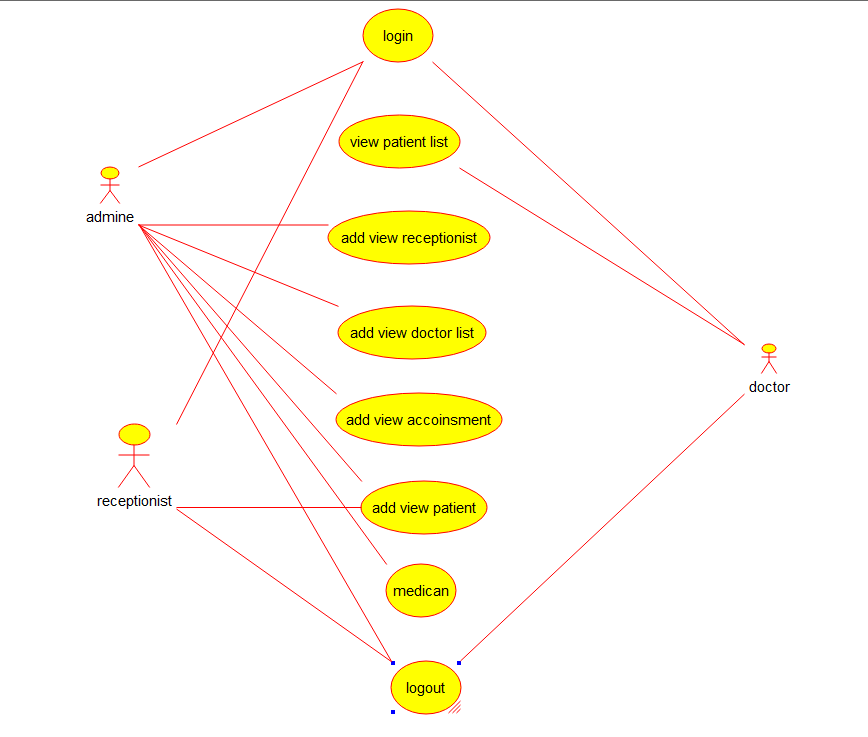 login
view patient list
admine
add view receptionist
add view doctor list
doctor
add view accoinsment
receptionist
add view patient
medican
logout